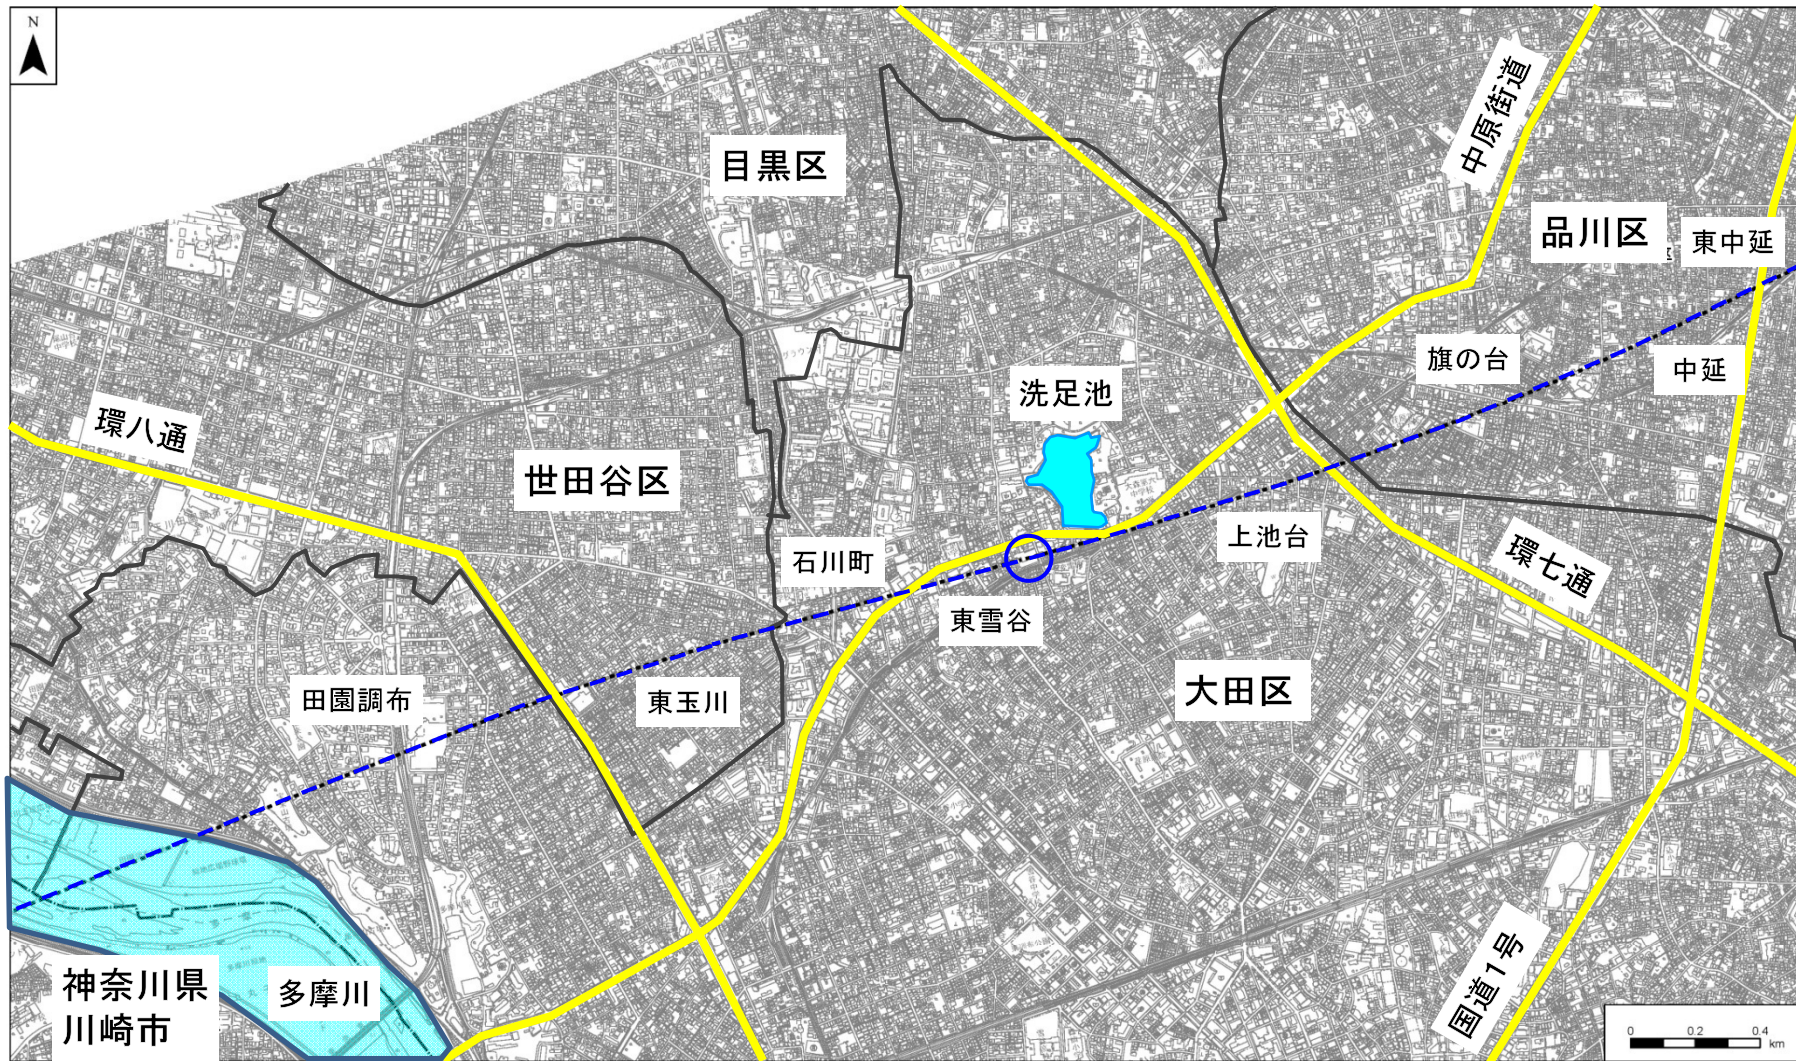 N
目黒区
中原街道
品川区
東中延
旗の台
中延
洗足池
環八通
世田谷区
上池台
石川町
環七通
東雪谷
田園調布
東玉川
大田区
神奈川県
川崎市
多摩川
国道1号
0 0.2 0.4
km